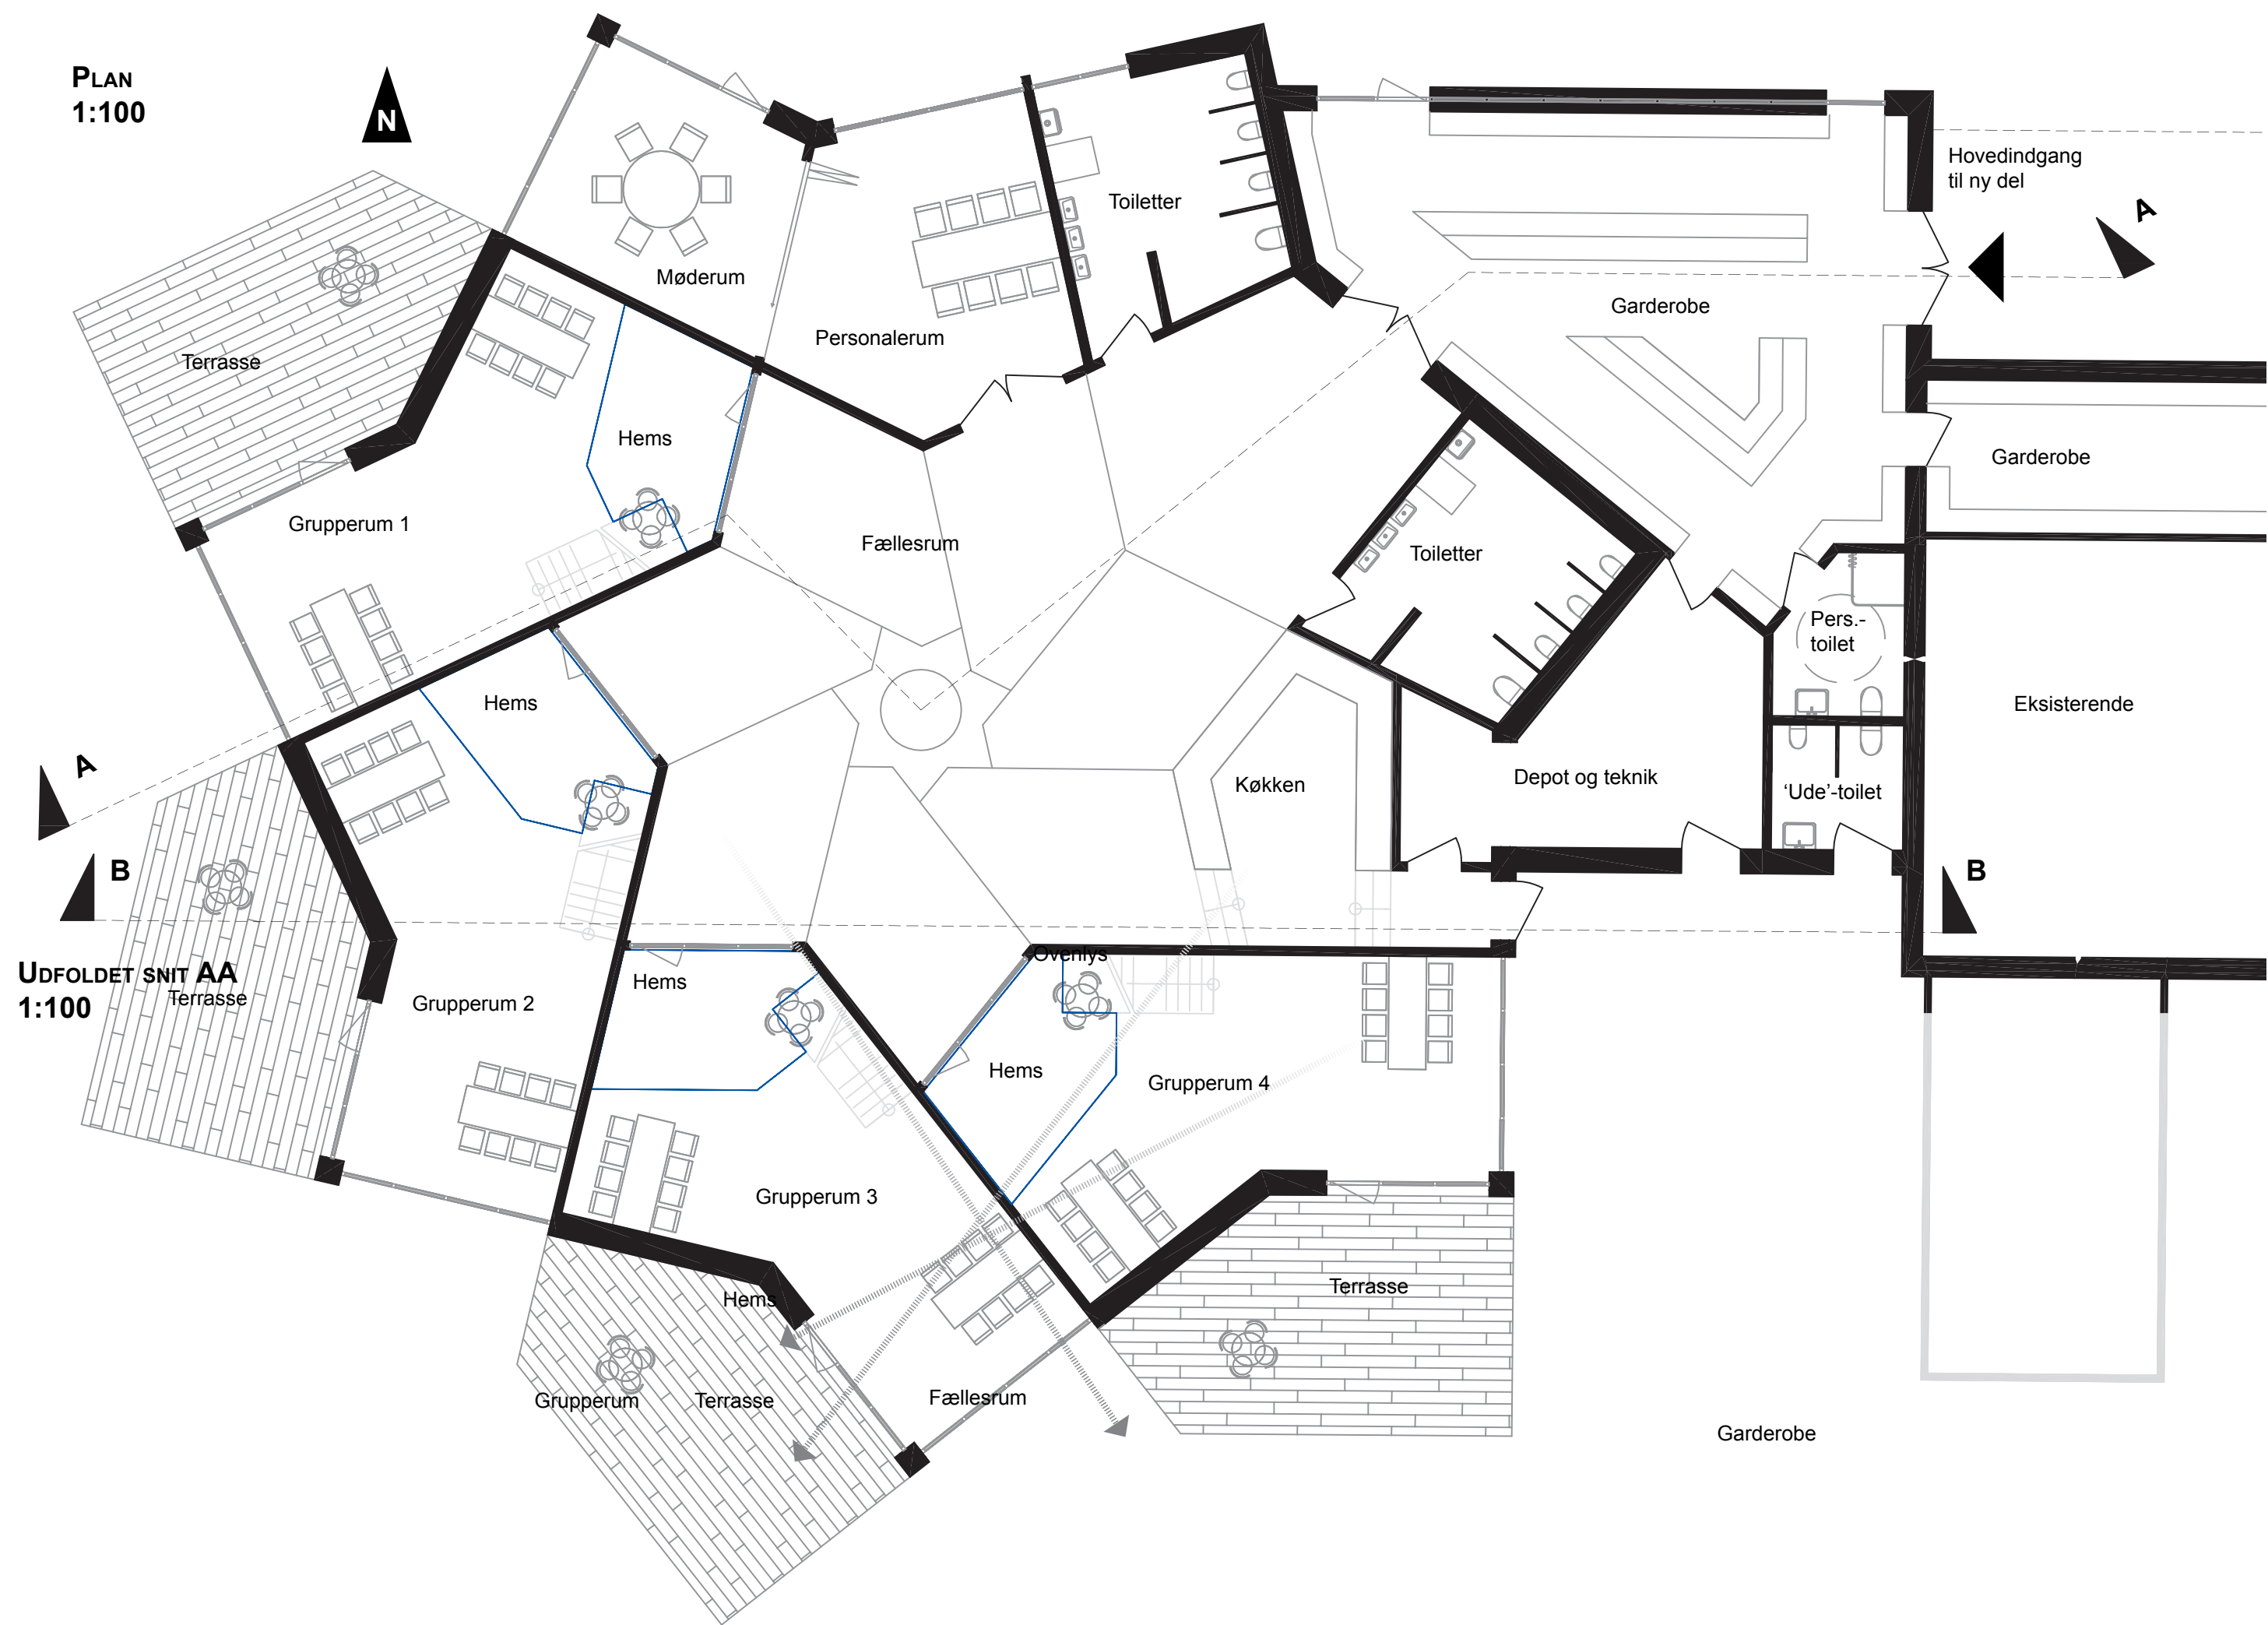 PLAN
1:100
N
Hovedindgang
til ny del
A
Toiletter
Møderum
Garderobe
Personalerum
Terrasse
Hems
Garderobe
Grupperum 1
Fællesrum
Toiletter
Pers.-
toilet
Hems
Eksisterende
A
Depot og teknik
Køkken
'Ude'-toilet
B
B
Ovenlys
UDFOLDET SNIT AA
1:100
Terrasse
Grupperum 2
Hems
Hems
Grupperum 4
Grupperum 3
Terrasse
Hems
Grupperum
Terrasse
Fællesrum
Garderobe